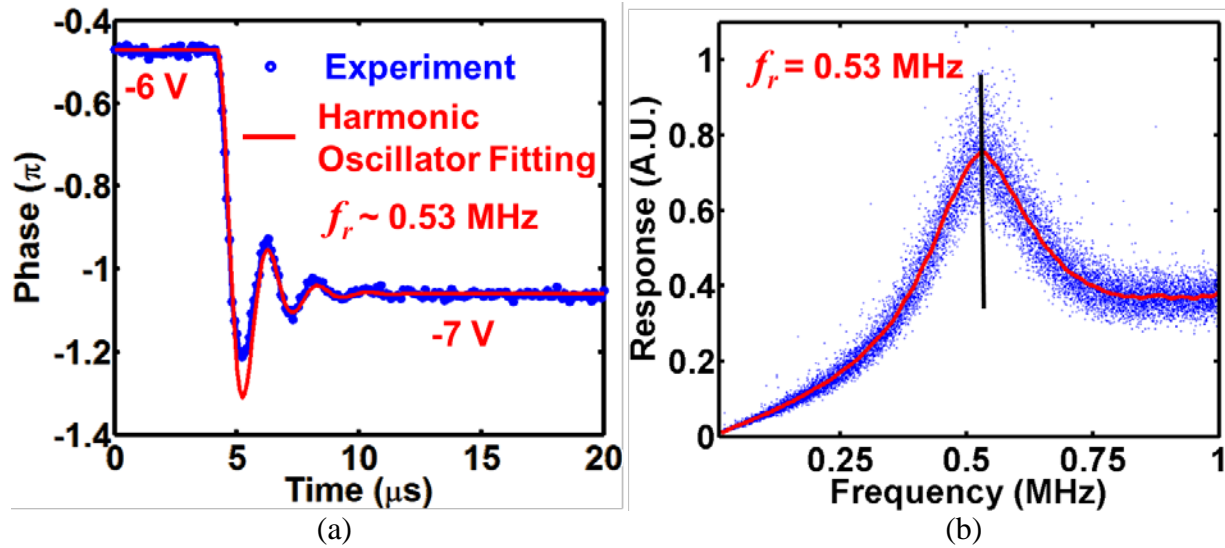 -0.4
-0.6
-0.8
-1
-1.2
-1.4
Phase (π)
-6 V
Experiment
Harmonic
Oscillator Fitting
fr ~ 0.53 MHz
-7 V
0
5
10
15
20
Time (μs)
(a)
1
0.8
0.6
0.4
0.2
0
Response (A.U.)
fr = 0.53 MHz
0.25
0.5
0.75
1
Frequency (MHz)
(b)